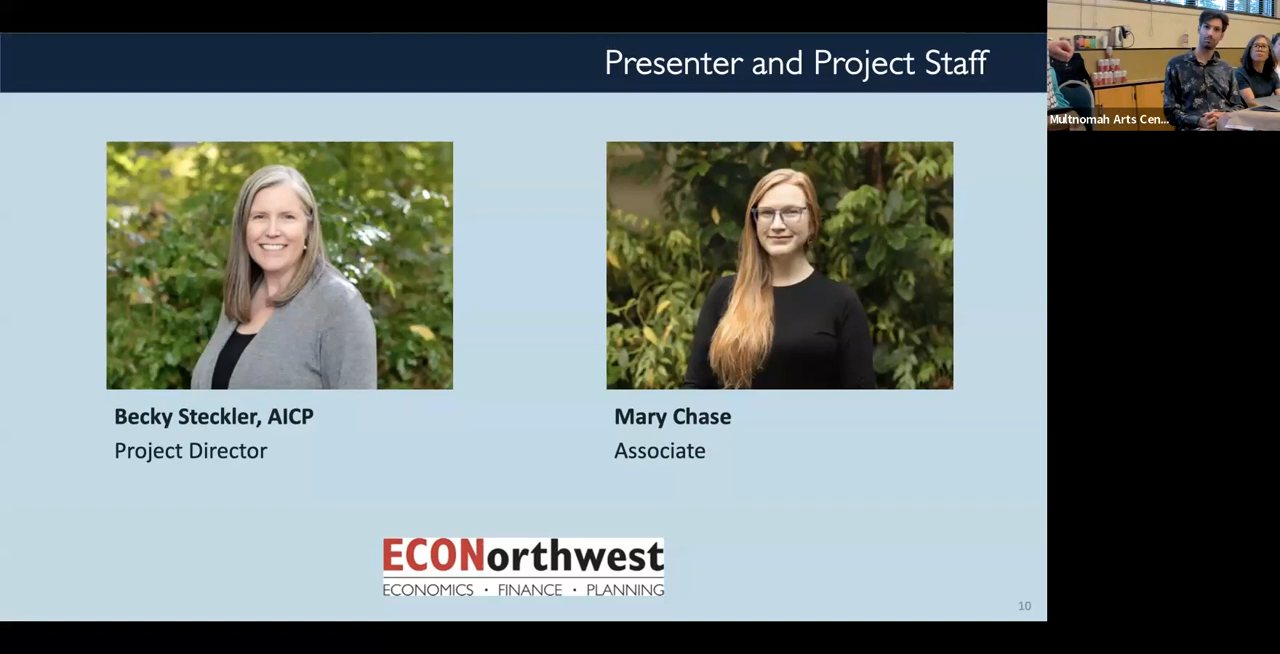 Presenter and Project Staff
Multnomah Arts Cen...
Becky Steckler, AICP
Project Director
Mary Chase
Associate
ECONorthwest
ECONOMICS • FINANCE • PLANNING
10